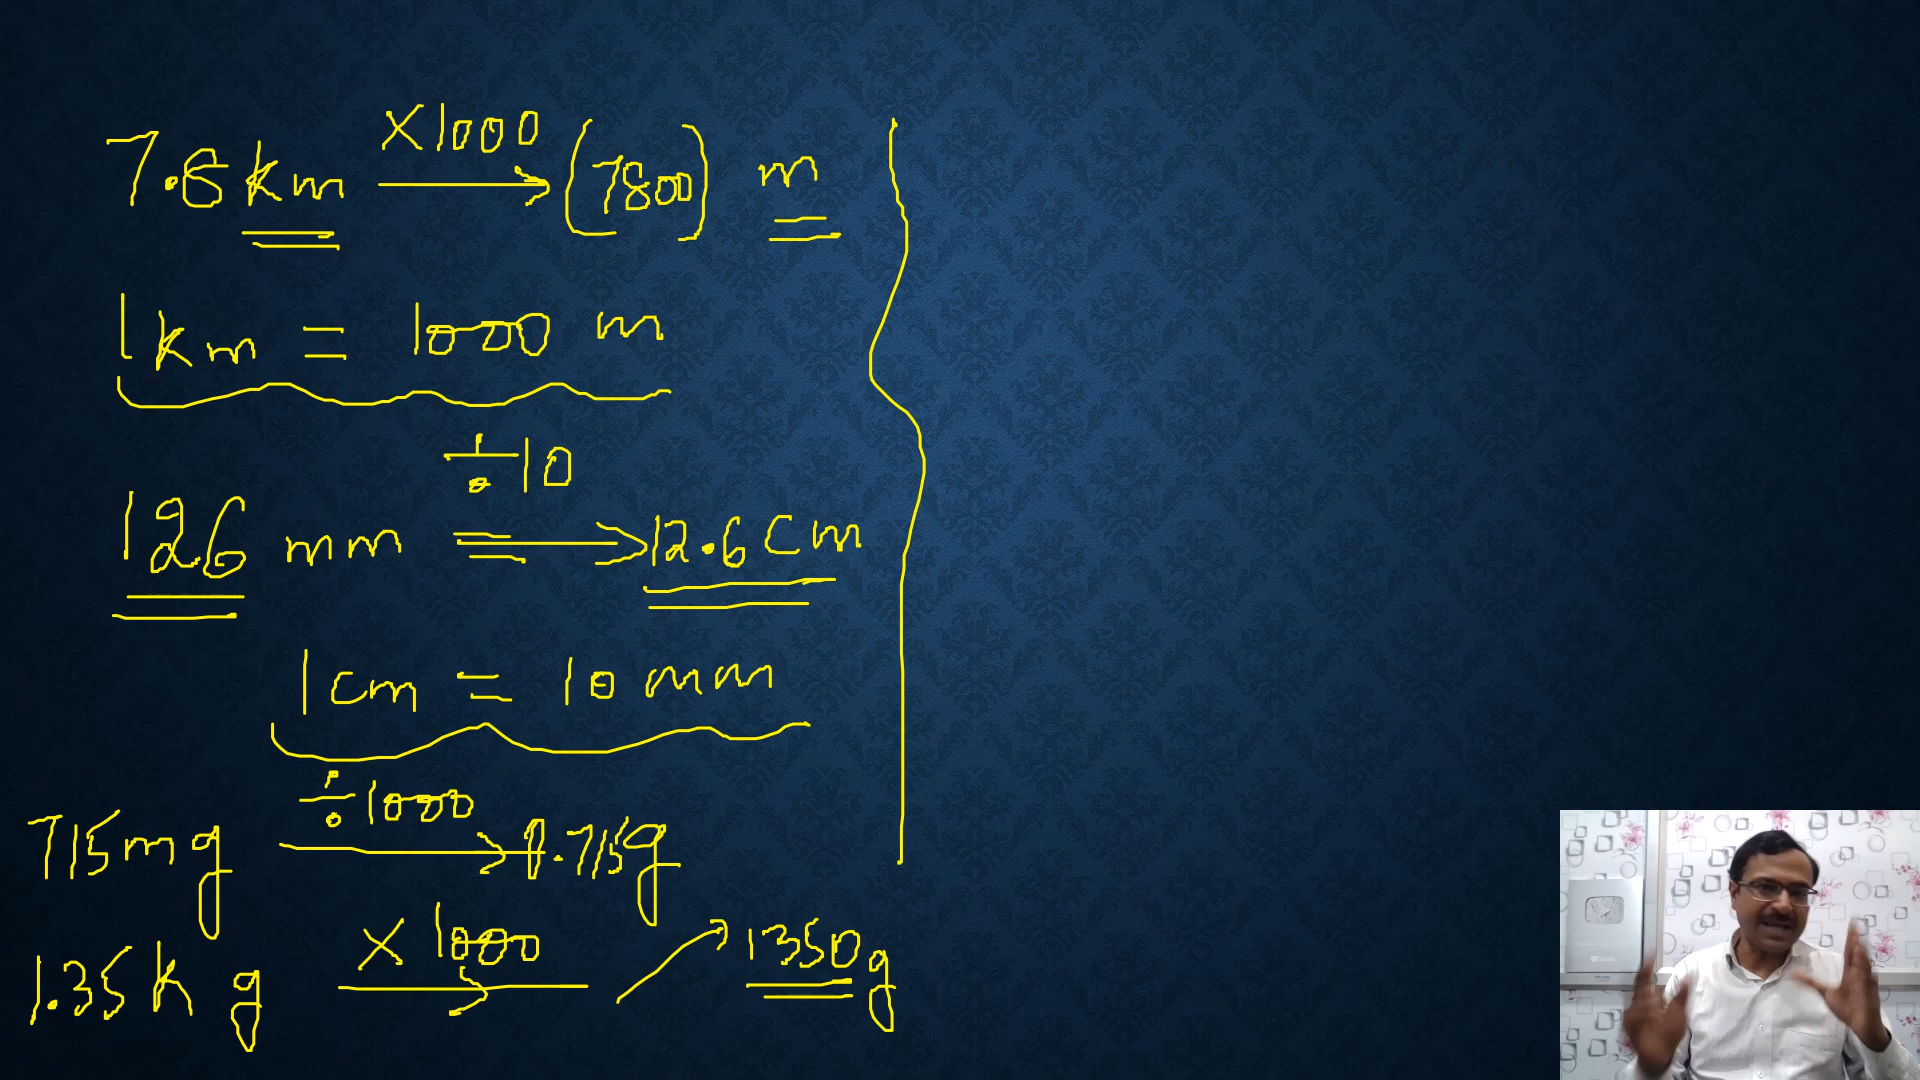 ×1000
7.8 km → (7800) m
1 km = 1000 m
÷10
126 mm ⟹ 12.6 cm
1 cm = 10 mm
÷1000
715 mg → 0.715 g
× 1000
1.35 kg → 1350 g